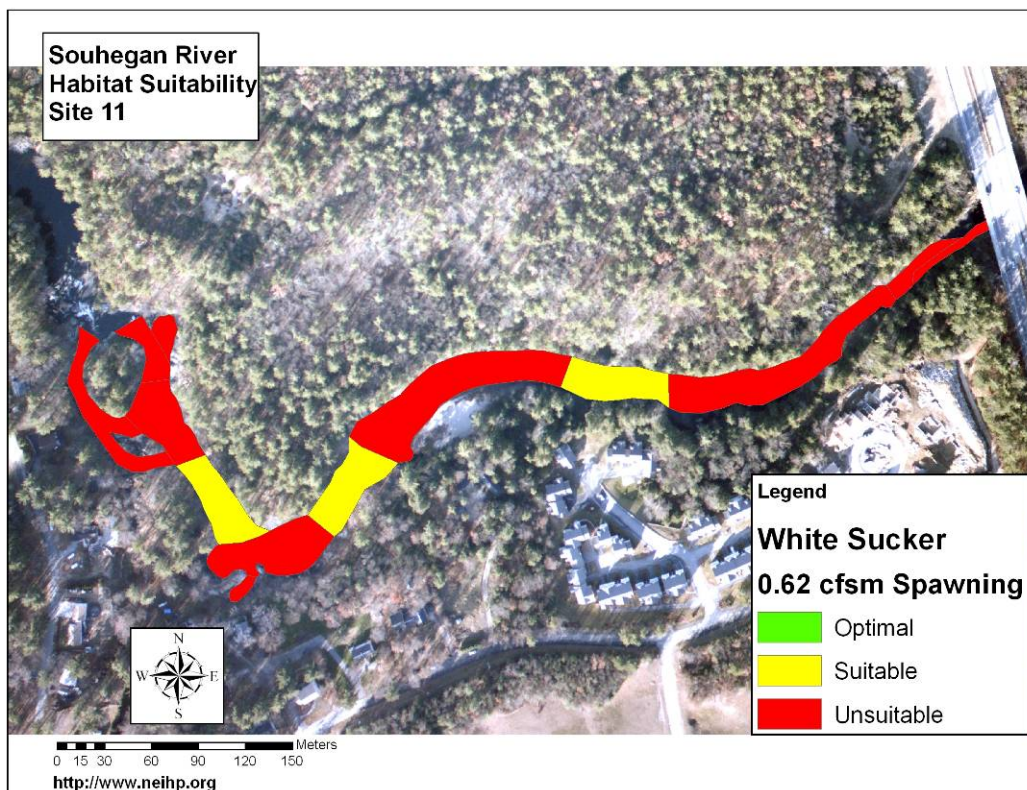 Souhegan River
Habitat Suitability
Site 11
Legend
White Sucker
0.62 cfsm Spawning
Optimal
Suitable
Unsuitable
N
W E
S
Meters
0 15 30 60 90 120 150
http://www.neihp.org